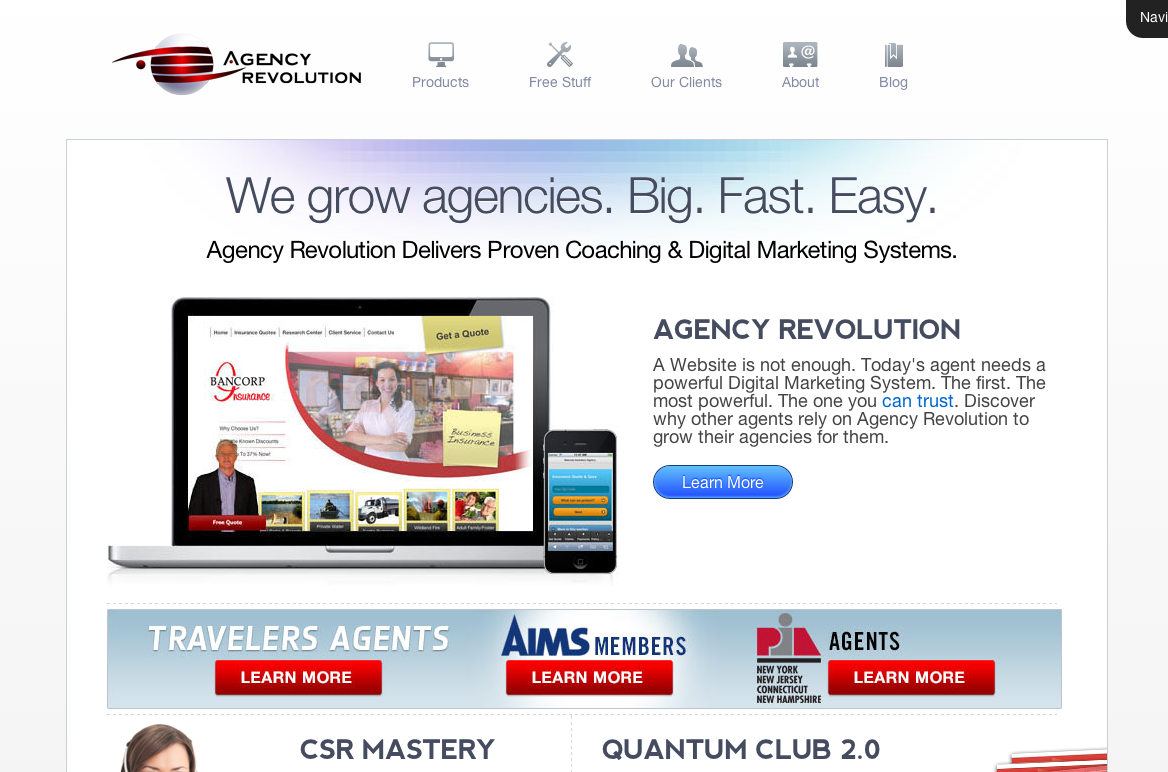 Navi
AGENCY
REVOLUTION
Products
Free Stuff
Our Clients
About
Blog
We grow agencies. Big. Fast. Easy.
Agency Revolution Delivers Proven Coaching & Digital Marketing Systems.
Home | Insurance Quotes | Research Center | Client Service | Contact Us
Get a Quote
BANCORP
Insurance
Why Choose Us?
Known Discounts
To 37% Now!
Business
Insurance
Free Quote
Private Water
Wildland Fire
AGENCY REVOLUTION
A Website is not enough. Today's agent needs a
powerful Digital Marketing System. The first. The
most powerful. The one you can trust. Discover
why other agents rely on Agency Revolution to
grow their agencies for them.
Learn More
TRAVELERS AGENTS
LEARN MORE
AIMS MEMBERS
LEARN MORE
PIA AGENTS
NEW YORK
NEW JERSEY
CONNECTICUT
NEW HAMPSHIRE
LEARN MORE
CSR MASTERY
QUANTUM CLUB 2.0